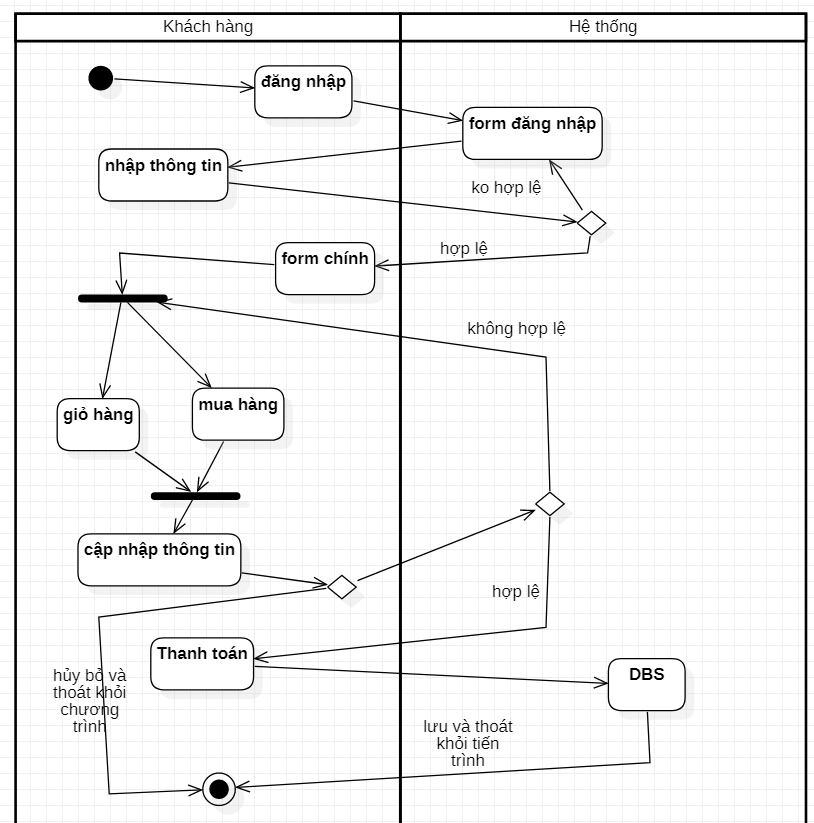 Khách hàng
Hệ thống
đăng nhập
form đăng nhập
nhập thông tin
ko hợp lệ
hợp lệ
form chính
không hợp lệ
giỏ hàng
mua hàng
cập nhập thông tin
hợp lệ
Thanh toán
DBS
hủy bỏ và
thoát khỏi
chương
trình
lưu và thoát
khỏi tiến
trình